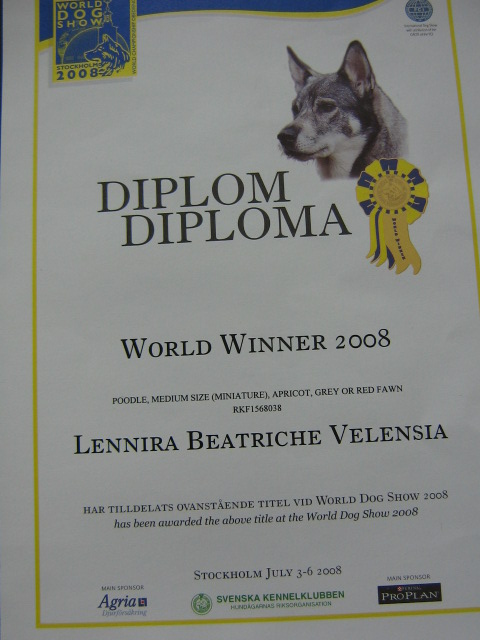 WORLD
DOG
SHOW
STOCKHOLM
2008
DIPLOM
DIPLOMA
WORLD WINNER 2008
POODLE, MEDIUM SIZE (MINIATURE), APRICOT, GREY OR RED FAWN
RKF1568038
LENNIRA BEATRICHE VELENSIA
HAR TILLDELATS OVANSTÅENDE TITEL VID WORLD DOG SHOW 2008
has been awarded the above title at the World Dog Show 2008
STOCKHOLM JULY 3-6 2008
MAIN SPONSOR
Agria
Djurförsäkring
SVENSKA KENNELKLUBBEN
HUNDÄGARNAS RIKSORGANISATION
MAIN SPONSOR
PROPLAN